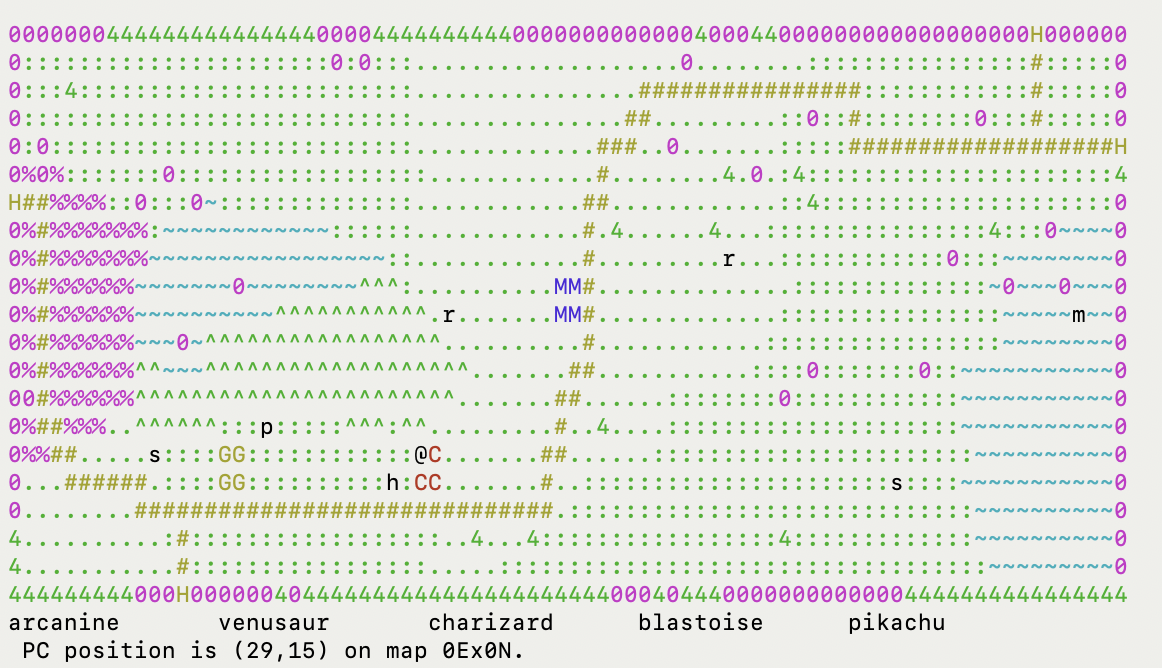 000000044444444444444400004444444444000000000000040004400000000000000000​0H000000
0::::::::::::::::::::::0:0:::...................0........::::::::::::::::#:::::0
0:::4::::::::::::::::::::::::................################::::::::::::#:::::0
0::::::::::::::::::::::::::::...............##.........::0::#::::::::0:::#:::::0
0:0::::::::::::::::::::::::::.............###..0.......:::::###################H
0%0%:::::::0::::::::::::::::::............#........4.0.:4::::::::::::::::::::::4
H##%%%%::0:::0~::::::::::::::............##............::4:::::::::::::::::::::0
0%#%%%%%%%:~~~~~~~~~~~~::::::............#.4......4...::::::::::::::::4:::0~~~~0
0%#%%%%%%%~~~~~~~~~~~~~~~~~::............#.........r...::::::::::::0:::~~~~~~~~0
0%#%%%%%%~~~~~~~0~~~~~~~~^^^:..........MM#.............:::::::::::::::~0~~~0~~~0
0%#%%%%%%~~~~~~~~~~^^^^^^^^^^^.r.......MM#.............::::::::::::::::~~~~~m~~0
0%#%%%%%%~~~0~^^^^^^^^^^^^^^^^^..........#............:::::::::::::::::~~~~~~~~0
0%#%%%%%%^^~~~^^^^^^^^^^^^^^^^^^^.......##...........::::0:::::::0::~~~~~~~~~~~0
00#%%%%%%^^^^^^^^^^^^^^^^^^^^^^^.......##......::::::::0::::::::::::~~~~~~~~~~~0
0%##%%%..^^^^^^:::p:::::^^^:^^.........#..4....:::::::::::::::::::::~~~~~~~~~~~0
0%%##.....s::::GG::::::::::::@C.......##..:::::::::::::::::::::::::::~~~~~~~~~~0
0...######.::::GG::::::::::h:CC.......#..::::::::::::::::::::::s::::~~~~~~~~~~~0
0........##############################.:::::::::::::::::::::::::::::~~~~~~~~~~0
4..........:#::::::::::::::::::..4...4:::::::::::::::::4:::::::::::::~~~~~~~~~~0
4...........#:::::::::::::::::.....:::::::::::::::::::::::::::::::::::~~~~~~~~~0
444444444000H0000004044444444444444444444440004044400000000000004444444444444444
arcanine venusaur charizard blastoise pikachu
PC position is (29,15) on map 0Ex0N.